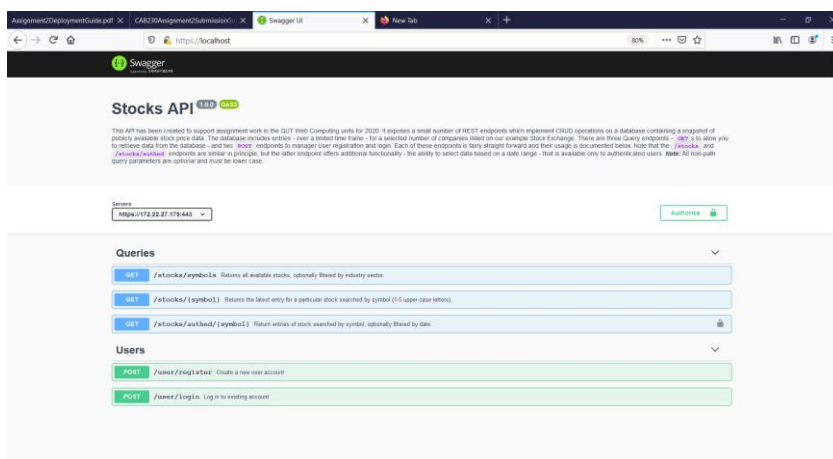 Assignment2DeploymentGuide.pdf
CAB230Assignment2SubmissionGu
Swagger UI
New Tab
https://localhost
80%
Swagger
Stocks API 1.0.0 OAS3
This API has been created to support assignment work in the QUT Web Computing units for 2020. It exposes a small number of REST endpoints which implement CRUD operations on a database containing a snapshot of
publicly available stock price data. The database includes entries - over a limited time frame - for a selected number of companies listed on our example Stock Exchange. There are three Query endpoints - GET s to allow you
to retrieve data from the database - and two POST endpoints to manager User registration and login. Each of these endpoints is fairly straight forward and their usage is documented below. Note that the /stocks and
/stocks/authed endpoints are similar in principle, but the latter endpoint offers additional functionality - the ability to select data based on a date range - that is available only to authenticated users. Note: All non-path
query parameters are optional and must be lower case.
Servers
https://172.22.27.179:443
Authorize
Queries
GET /stocks/symbols Returns all available stocks, optionally filtered by industry sector.
GET /stocks/{symbol} Returns the latest entry for a particular stock searched by symbol (1-5 upper case letters).
GET /stocks/authed/{symbol} Return entries of stock searched by symbol, optionally filtered by date.
Users
POST /user/register Create a new user account
POST /user/login Log in to existing account